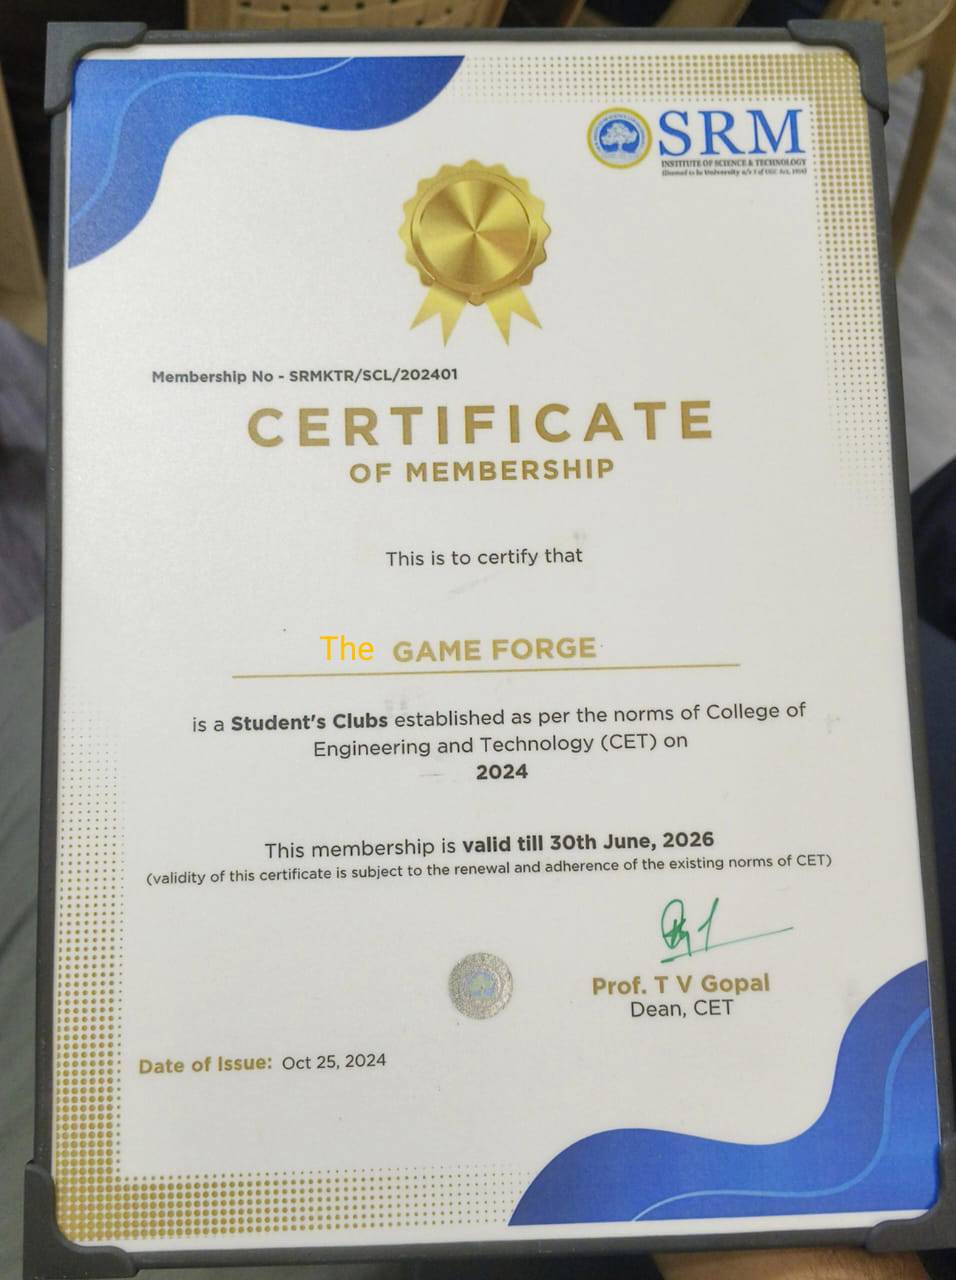 SRM
INSTITUTE OF SCIENCE & TECHNOLOGY
(Deemed to be University u/s 3 of UGC Act, 1956)
Membership No - SRMKTR/SCL/202401
CERTIFICATE
OF MEMBERSHIP
This is to certify that
The GAME FORGE
is a Student's Clubs established as per the norms of College of
Engineering and Technology (CET) on
2024
This membership is valid till 30th June, 2026
(validity of this certificate is subject to the renewal and adherence of the existing norms of CET)
Prof. T V Gopal
Dean, CET
Date of Issue: Oct 25, 2024